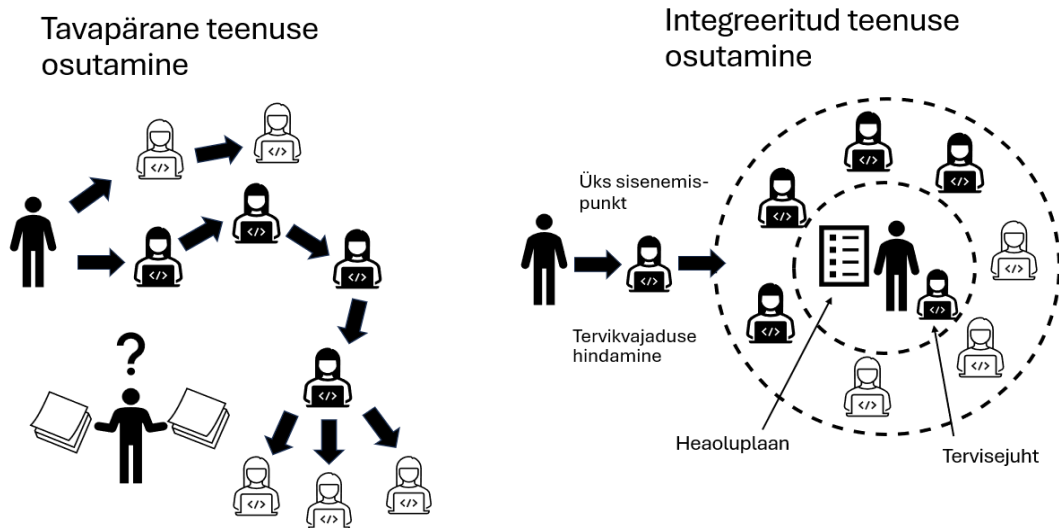 Tavapärane teenuse
osutamine
?
Integreeritud teenuse
osutamine
Üks sisenemis-
punkt
Tervikvajaduse
hindamine
Heaoluplaan
Tervisejuht